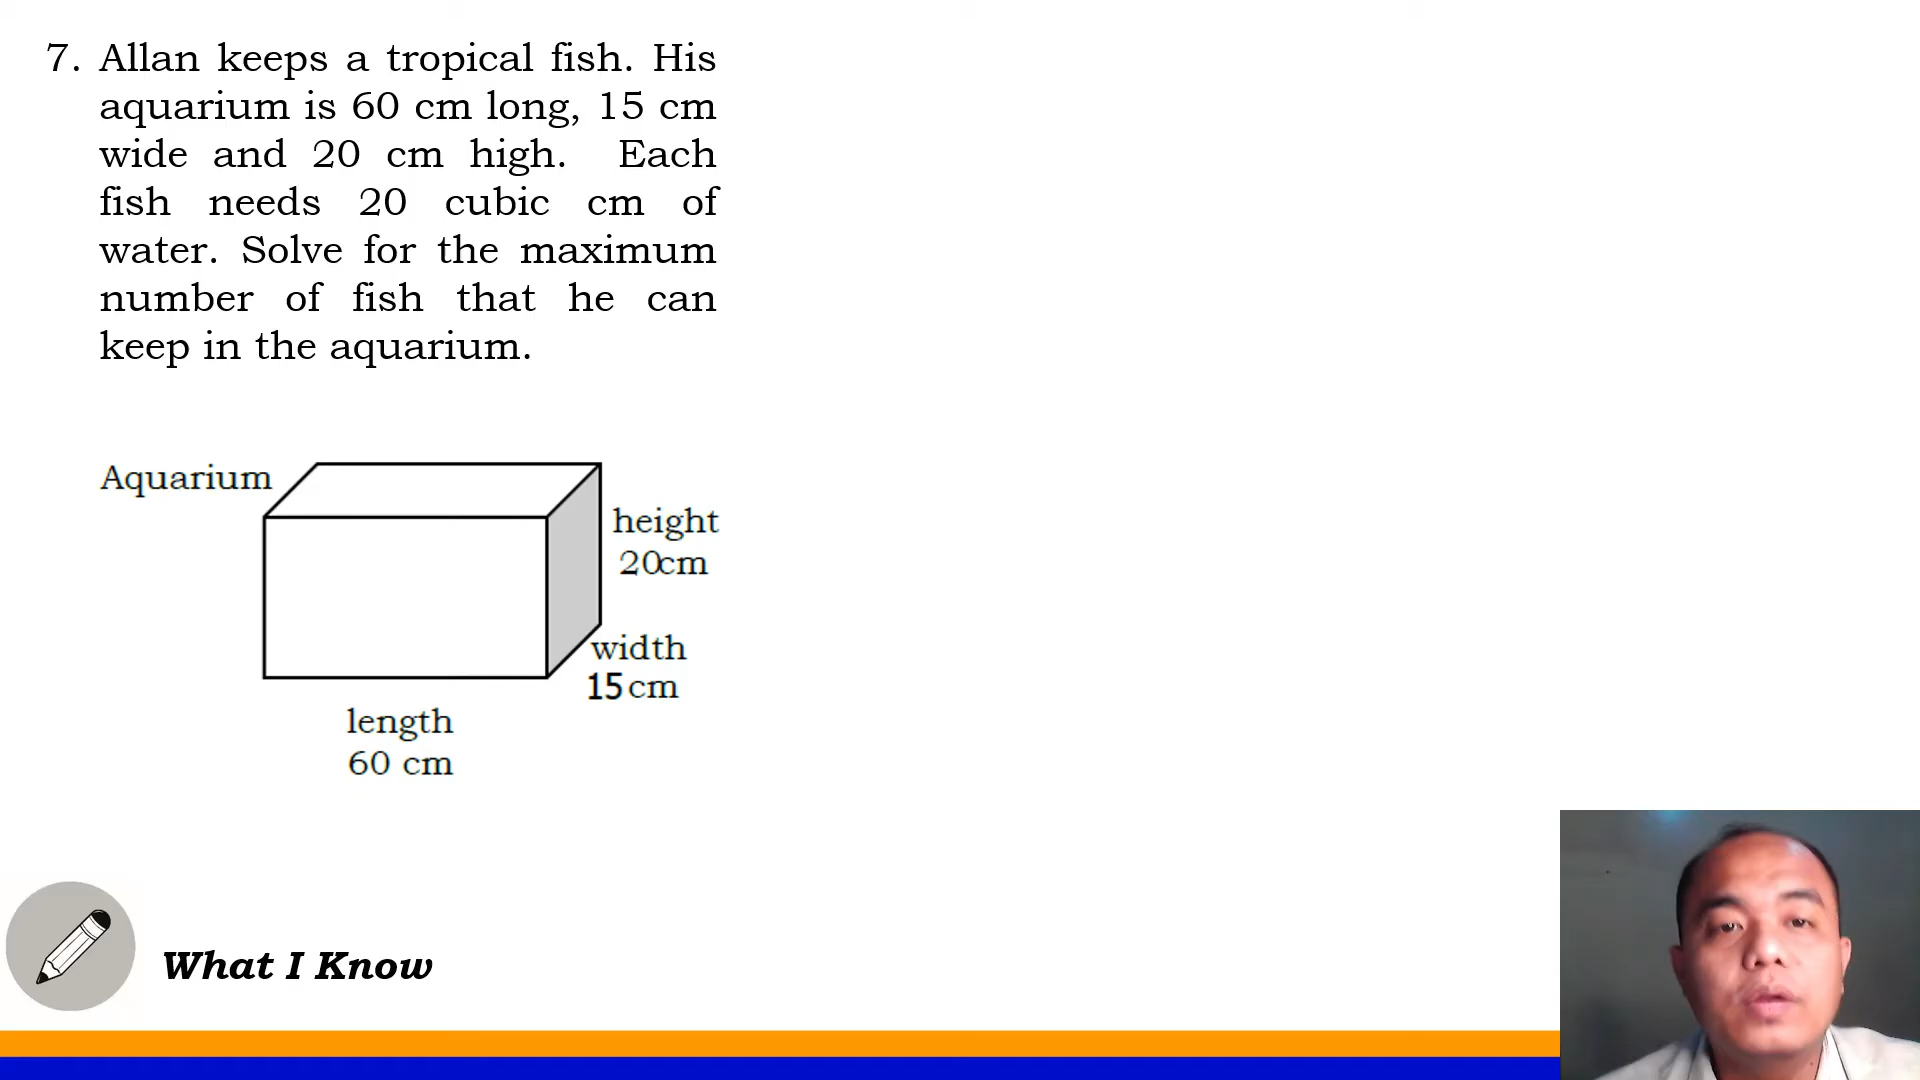 7. Allan keeps a tropical fish. His
aquarium is 60 cm long, 15 cm
wide and 20 cm high. Each
fish needs 20 cubic cm of
water. Solve for the maximum
number of fish that he can
keep in the aquarium.
Aquarium
height
20cm
width
15 cm
length
60 cm
What I Know